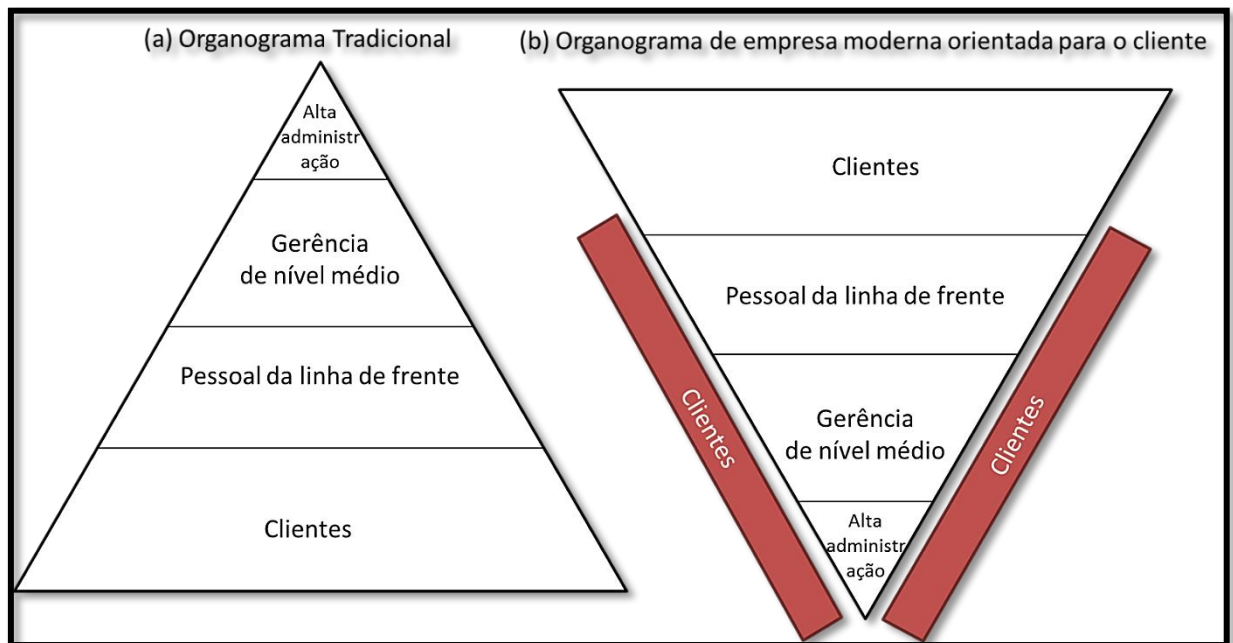 (a) Organograma Tradicional
Alta
administr
ação
Gerência
de nível médio
Pessoal da linha de frente
Clientes
(b) Organograma de empresa moderna orientada para o cliente
Clientes
Pessoal da linha de frente
Gerência
de nível médio
Alta
administr
ação
Clientes
Clientes